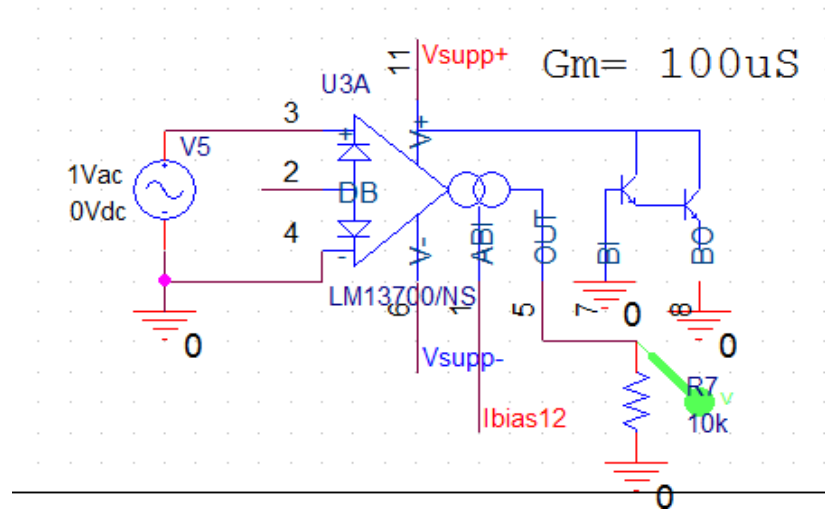 Vsupp+
11
Gm= 100uS
U3A
3
V5
+
V+
1Vac
0Vdc
2
DB
4
-
V-
ABI
OUT
BI
BO
LM13700/NS
6
1
5
7
8
0
0
0
Vsupp-
R7
V
10k
Ibias12
0